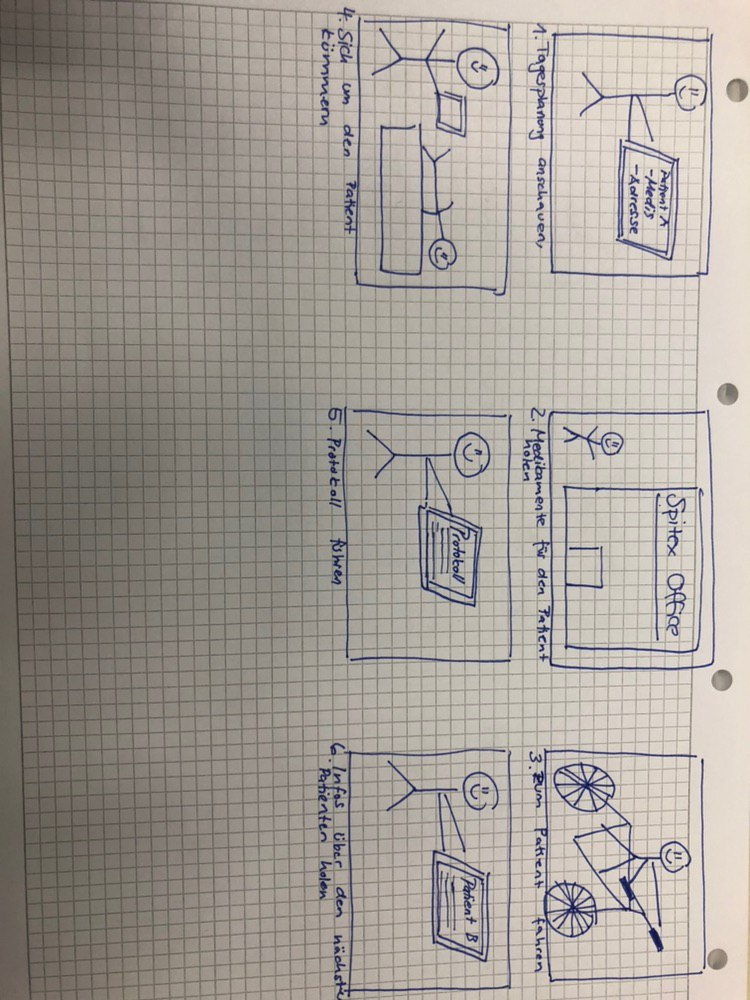 Patient A
- Medis
- Adresse
1. Tagesplanung anschauen,
Spitex Office
2. Medikamente für den Patient
holen
3. Zum Patient fahren
4. Sich um den Patient
kümmern
Protokoll
5. Protokoll führen
Patient B
6. Infos über den nächste
Patienten holen